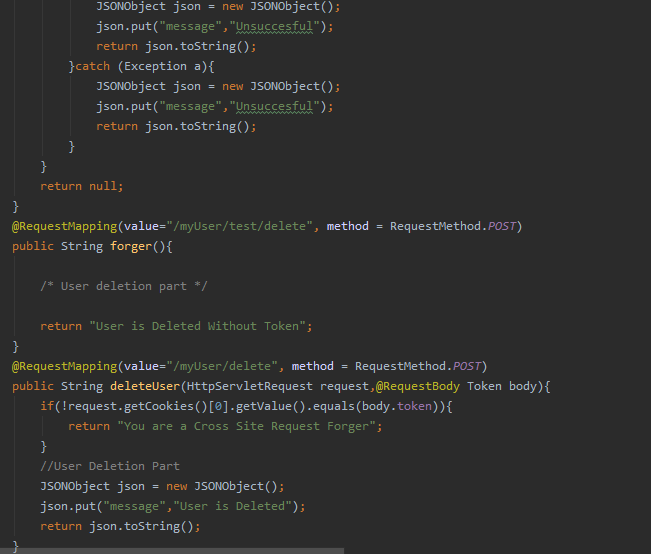 JSONObject json = new JSONObject();
json.put("message","Unsuccesful");
return json.toString();
}catch (Exception a){
JSONObject json = new JSONObject();
json.put("message","Unsuccesful");
return json.toString();
}
}
return null;
}
@RequestMapping(value="/myUser/test/delete", method = RequestMethod.POST)
public String forger(){
/* User deletion part */
return "User is Deleted Without Token";
}
@RequestMapping(value="/myUser/delete", method = RequestMethod.POST)
public String deleteUser(HttpServletRequest request,@RequestBody Token body){
if(!request.getCookies()[0].getValue().equals(body.token)){
return "You are a Cross Site Request Forger";
}
//User Deletion Part
JSONObject json = new JSONObject();
json.put("message","User is Deleted");
return json.toString();
}